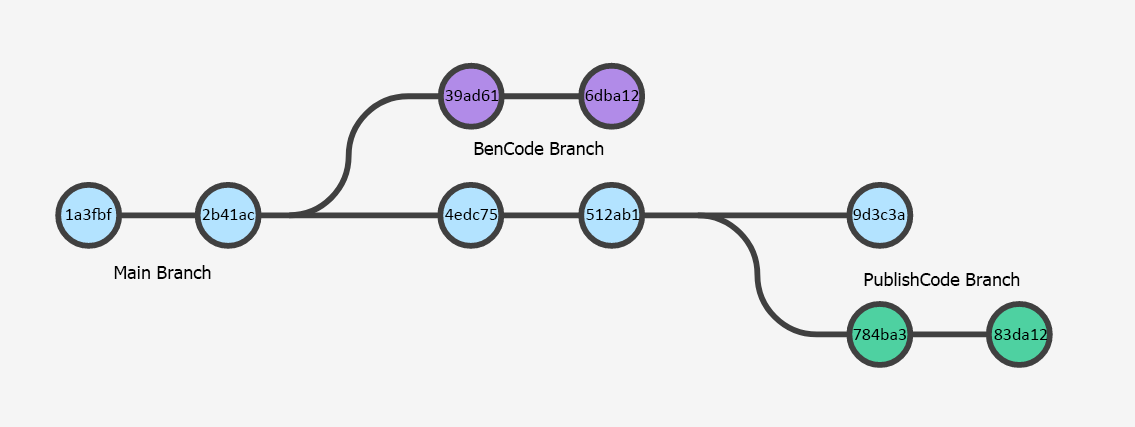 39ad61
6dba12
BenCode Branch
1a3fbf
2b41ac
4edc75
512ab1
9d3c3a
Main Branch
PublishCode Branch
784ba3
83da12